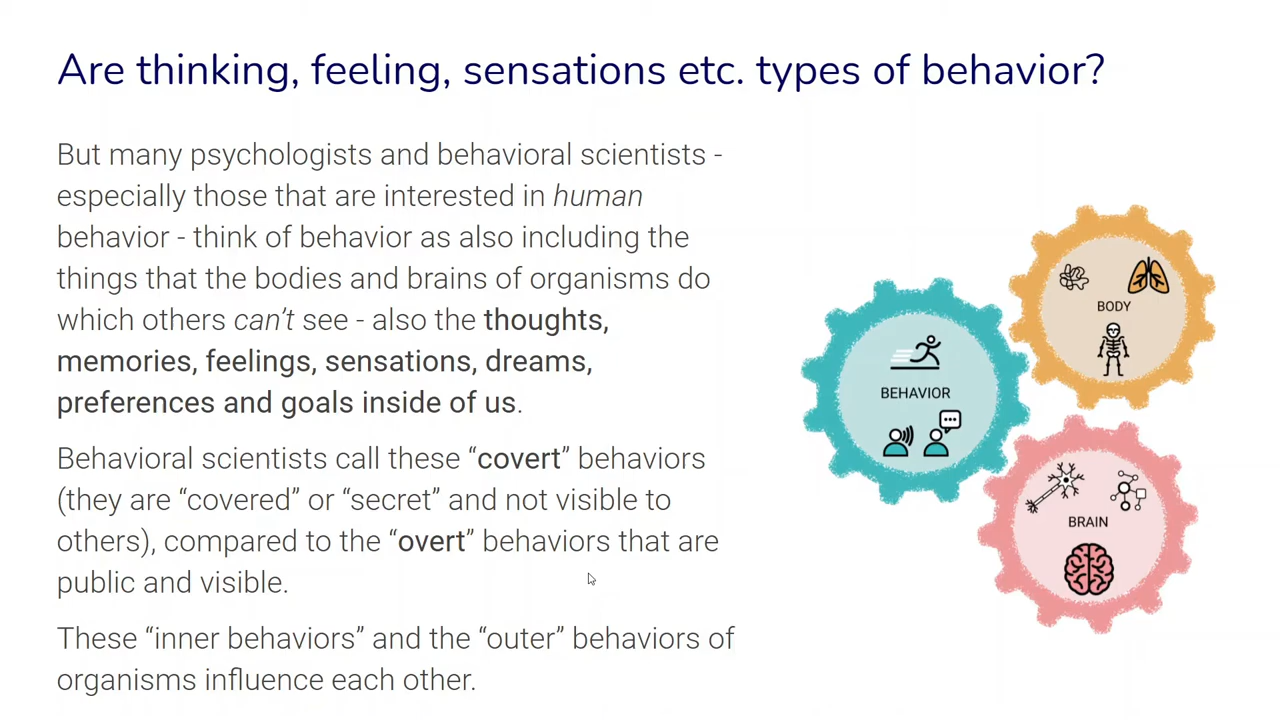 Are thinking, feeling, sensations etc. types of behavior?
But many psychologists and behavioral scientists -
especially those that are interested in human
behavior - think of behavior as also including the
things that the bodies and brains of organisms do
which others can’t see - also the thoughts,
memories, feelings, sensations, dreams,
preferences and goals inside of us.
Behavioral scientists call these “covert” behaviors
(they are “covered” or “secret” and not visible to
others), compared to the “overt” behaviors that are
public and visible.
These “inner behaviors” and the “outer” behaviors of
organisms influence each other.
BODY
BEHAVIOR
BRAIN